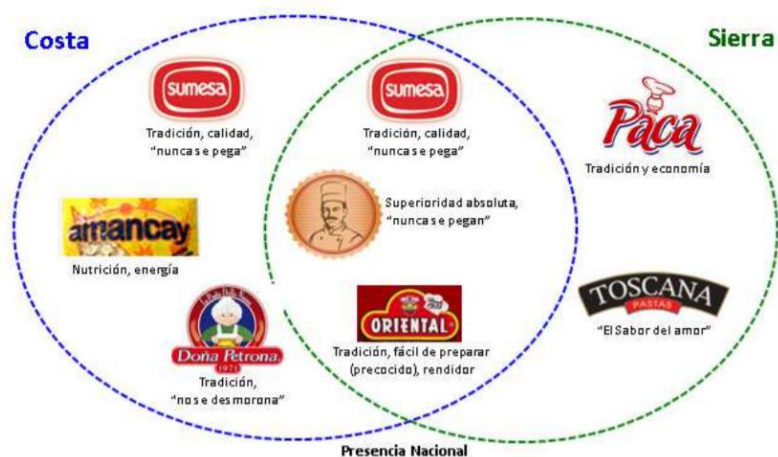 Costa
Sierra
sumesa
Tradición, calidad,
"nunca se pega"
sumesa
Tradición, calidad,
"nunca se pega"
Paca
Tradición y economía
Superioridad absoluta,
"nunca se pegan"
amancay
Nutrición, energía
TOSCANA
PASTAS
"El Sabor del amor"
Doña Petrona
1971
Tradición,
"no se desmorona"
ORIENTAL
Tradición, fácil de preparar
(precocido), rendidor
Presencia Nacional